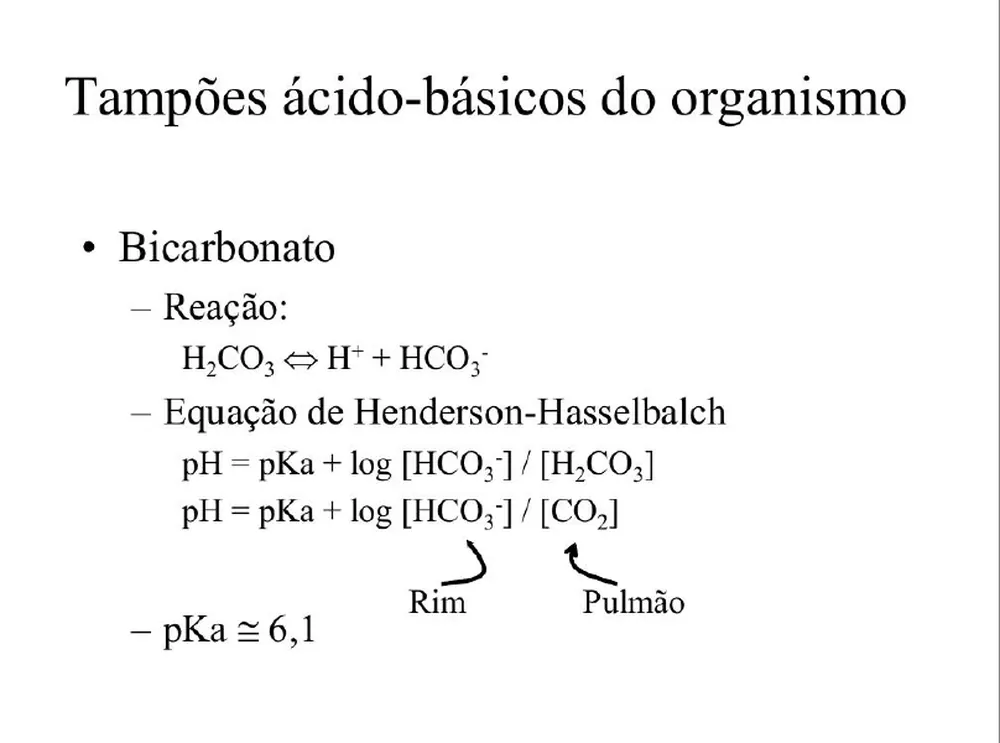 Tampões ácido-básicos do organismo
• Bicarbonato
– Reação:
H₂CO₃ ⇔ H⁺ + HCO₃⁻
– Equação de Henderson-Hasselbalch
pH = pKa + log [HCO₃⁻] / [H₂CO₃]
pH = pKa + log [HCO₃⁻] / [CO₂]
Rim Pulmão
– pKa ≅ 6,1